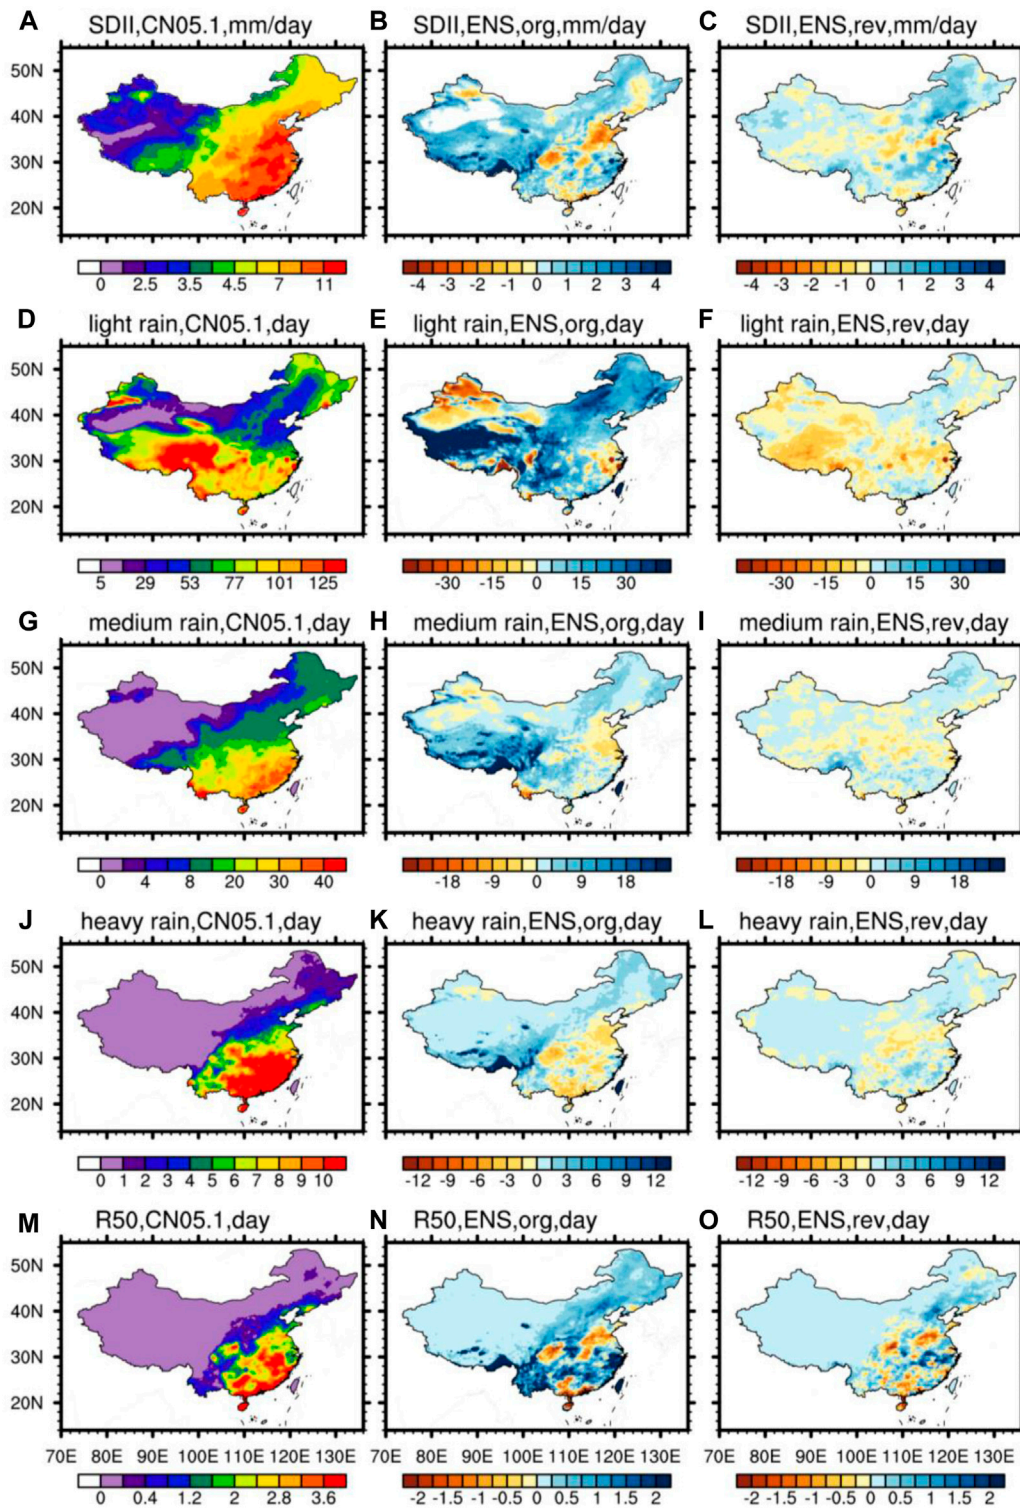 A SDII,CN05.1,mm/day B SDII,ENS,org,mm/day C SDII,ENS,rev,mm/day
50N
40N
30N
20N
0 2.5 3.5 4.5 7 11 -4 -3 -2 -1 0 1 2 3 4 -4 -3 -2 -1 0 1 2 3 4
D light rain,CN05.1,day E light rain,ENS,org,day F light rain,ENS,rev,day
50N
40N
30N
20N
5 29 53 77 101 125 -30 -15 0 15 30 -30 -15 0 15 30
G medium rain,CN05.1,day H medium rain,ENS,org,day I medium rain,ENS,rev,day
50N
40N
30N
20N
0 4 8 20 30 40 -18 -9 0 9 18 -18 -9 0 9 18
J heavy rain,CN05.1,day K heavy rain,ENS,org,day L heavy rain,ENS,rev,day
50N
40N
30N
20N
0 1 2 3 4 5 6 7 8 9 10 -12 -9 -6 -3 0 3 6 9 12 -12 -9 -6 -3 0 3 6 9 12
M R50,CN05.1,day N R50,ENS,org,day O R50,ENS,rev,day
50N
40N
30N
20N
70E 80E 90E 100E 110E 120E 130E 70E 80E 90E 100E 110E 120E 130E 70E 80E 90E 100E 110E 120E 130E
0 0.4 1.2 2 2.8 3.6 -2 -1.5 -1 -0.5 0 0.5 1 1.5 2 -2 -1.5 -1 -0.5 0 0.5 1 1.5 2